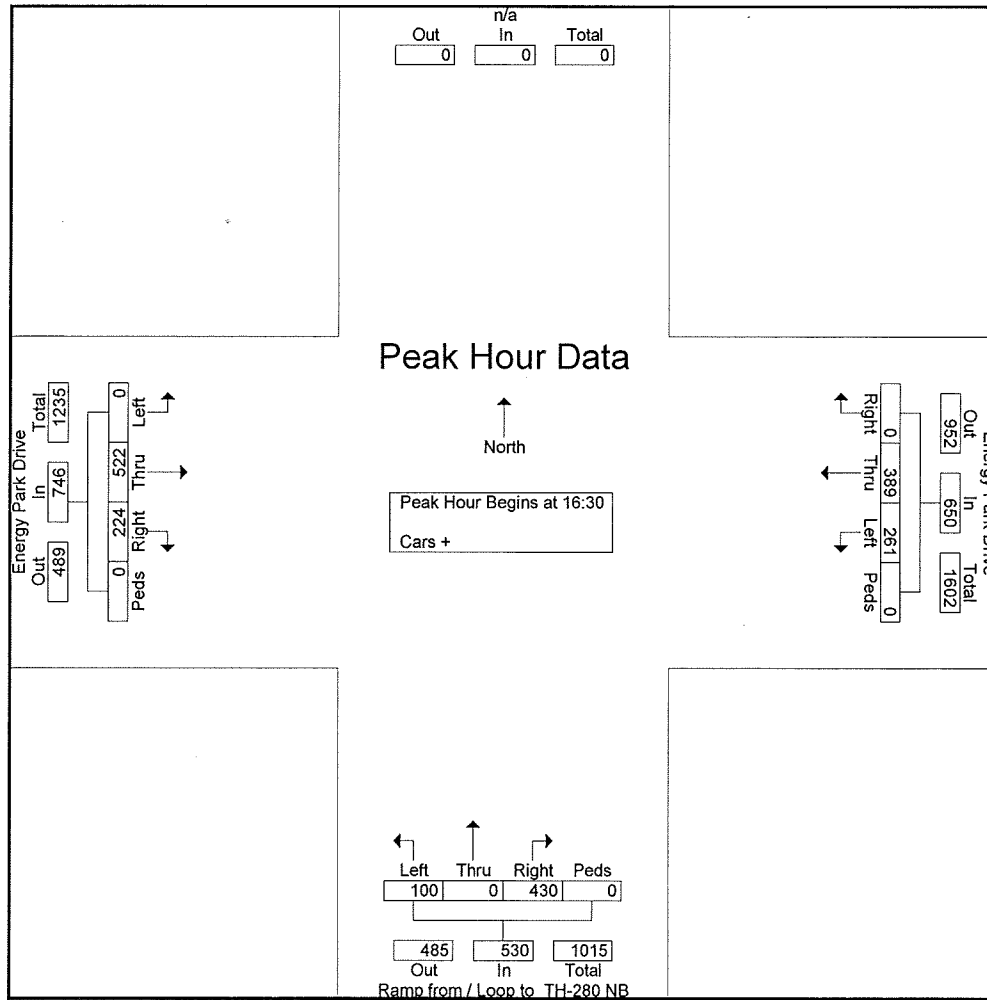 n/a
Out In Total
0 0 0
Peak Hour Data
North
Peak Hour Begins at 16:30
Cars +
Energy Park Drive
Out In Total
489 746 1235
0 224 522 0
Peds Right Thru Left
Energy Park Drive
Out In Total
952 650 1602
0 389 261 0
Right Thru Left Peds
Left Thru Right Peds
100 0 430 0
485 530 1015
Out In Total
Ramp from / Loop to TH-280 NB